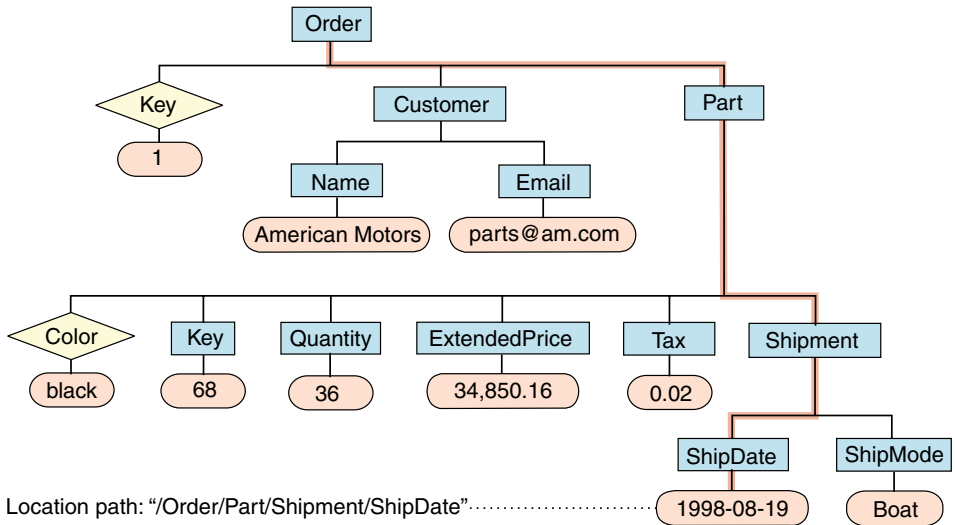 Order
Key
Customer
Part
1
Name
Email
American Motors
parts@am.com
Color
Key
Quantity
ExtendedPrice
Tax
Shipment
black
68
36
34,850.16
0.02
ShipDate
ShipMode
Location path: “/Order/Part/Shipment/ShipDate”
1998-08-19
Boat